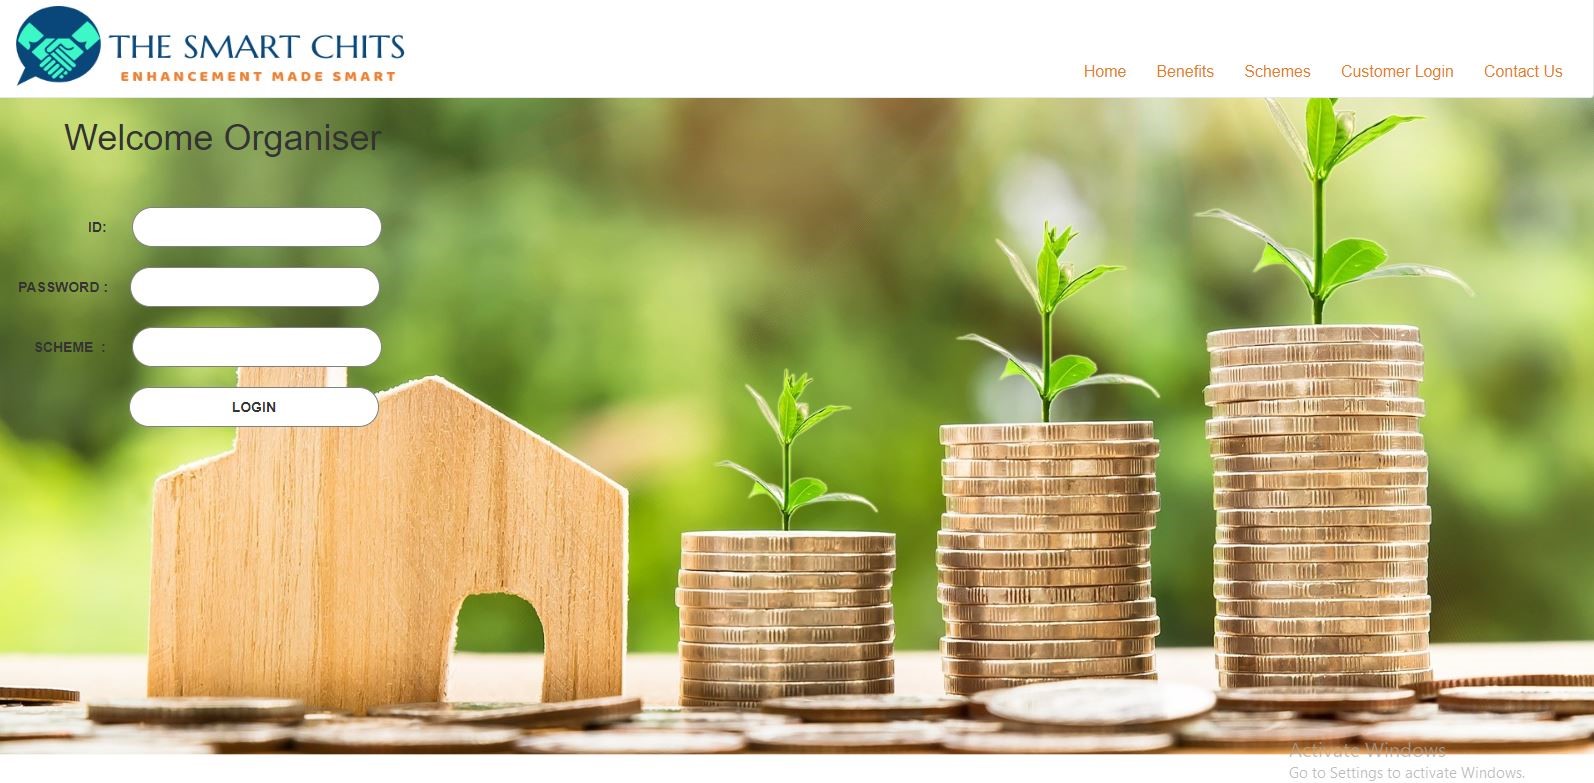 THE SMART CHITS
ENHANCEMENT MADE SMART
Home Benefits Schemes Customer Login Contact Us
Welcome Organiser
ID:
PASSWORD :
SCHEME :
LOGIN
Activate Windows
Go to Settings to activate Windows.